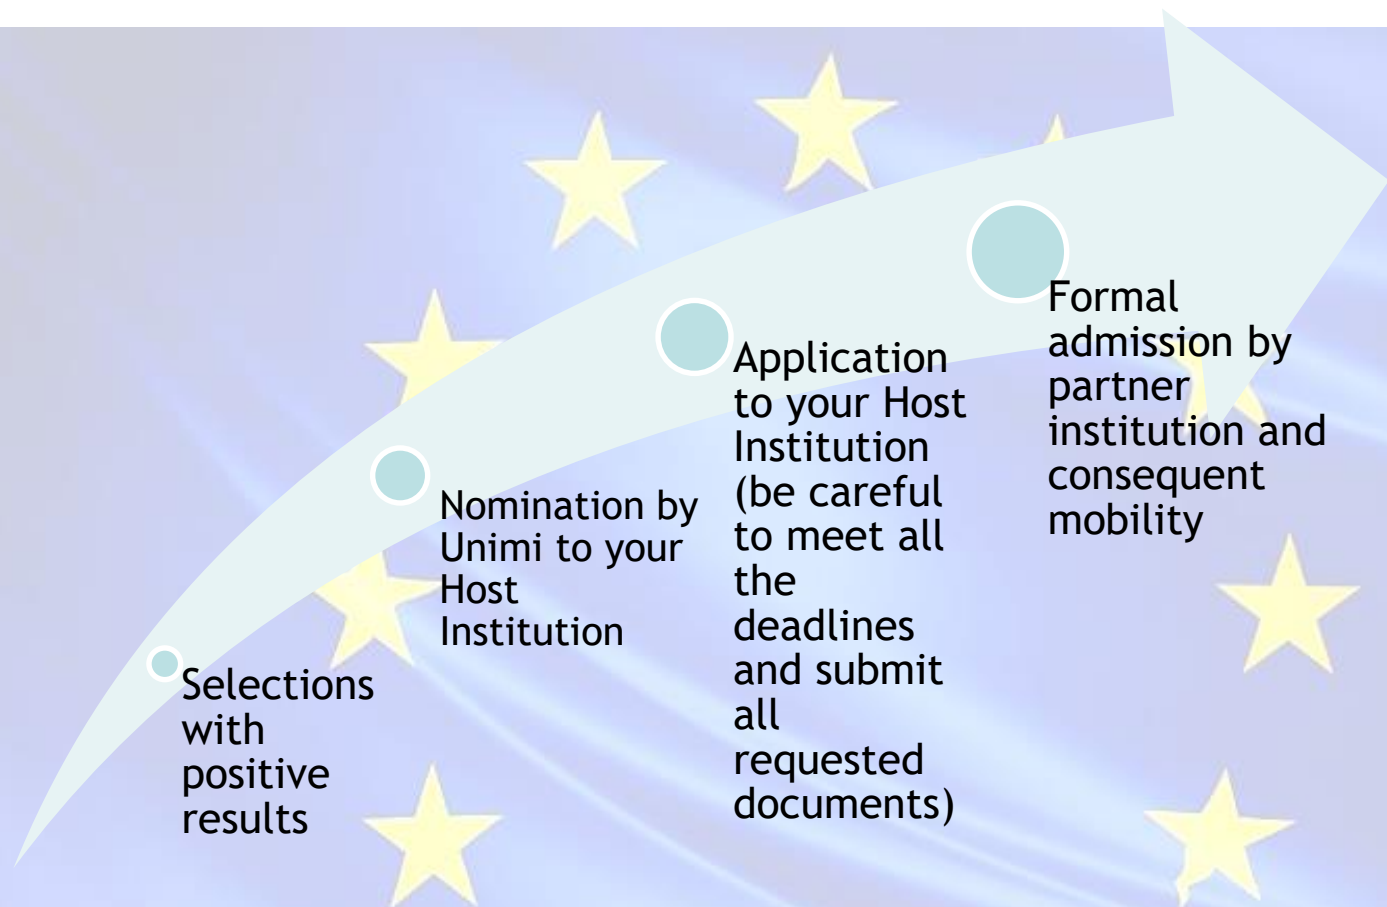 Selections
with
positive
results
Nomination by
Unimi to your
Host
Institution
Application
to your Host
Institution
(be careful
to meet all
the
deadlines
and submit
all
requested
documents)
Formal
admission by
partner
institution and
consequent
mobility